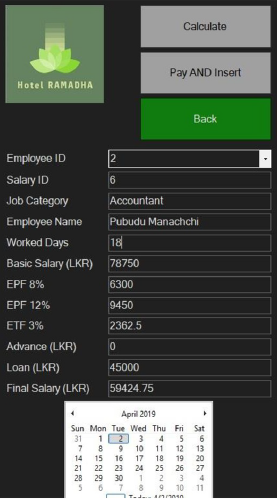 Calculate
Hotel RAMADHA
Pay AND Insert
Back
Employee ID 2
Salary ID 6
Job Category Accountant
Employee Name Pubudu Manachchi
Worked Days 18
Basic Salary (LKR) 78750
EPF 8% 6300
EPF 12% 9450
ETF 3% 2362.5
Advance (LKR) 0
Loan (LKR) 45000
Final Salary (LKR) 59424.75
April 2019
Sun Mon Tue Wed Thu Fri Sat
31 1 2 3 4 5 6
7 8 9 10 11 12 13
14 15 16 17 18 19 20
21 22 23 24 25 26 27
28 29 30 1 2 3 4
5 6 7 8 9 10 11
Today: 4/2/2019